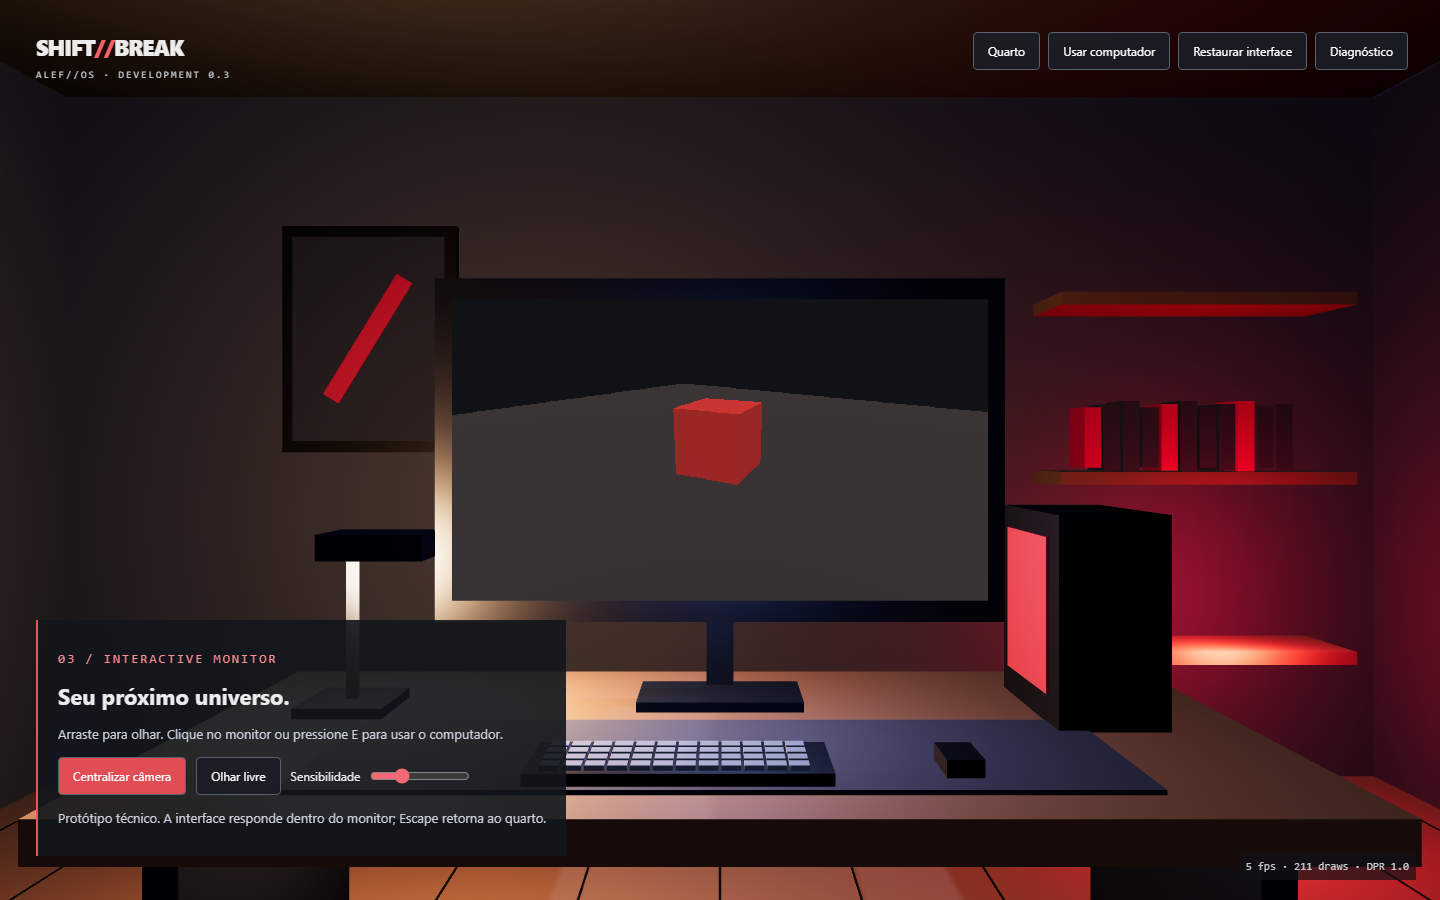 SHIFT//BREAK
ALEF//OS · DEVELOPMENT 0.3
Quarto
Usar computador
Restaurar interface
Diagnóstico
03 / INTERACTIVE MONITOR
Seu próximo universo.
Arraste para olhar. Clique no monitor ou pressione E para usar o computador.
Centralizar câmera
Olhar livre
Sensibilidade
Protótipo técnico. A interface responde dentro do monitor; Escape retorna ao quarto.
5 fps · 211 draws · DPR 1.0